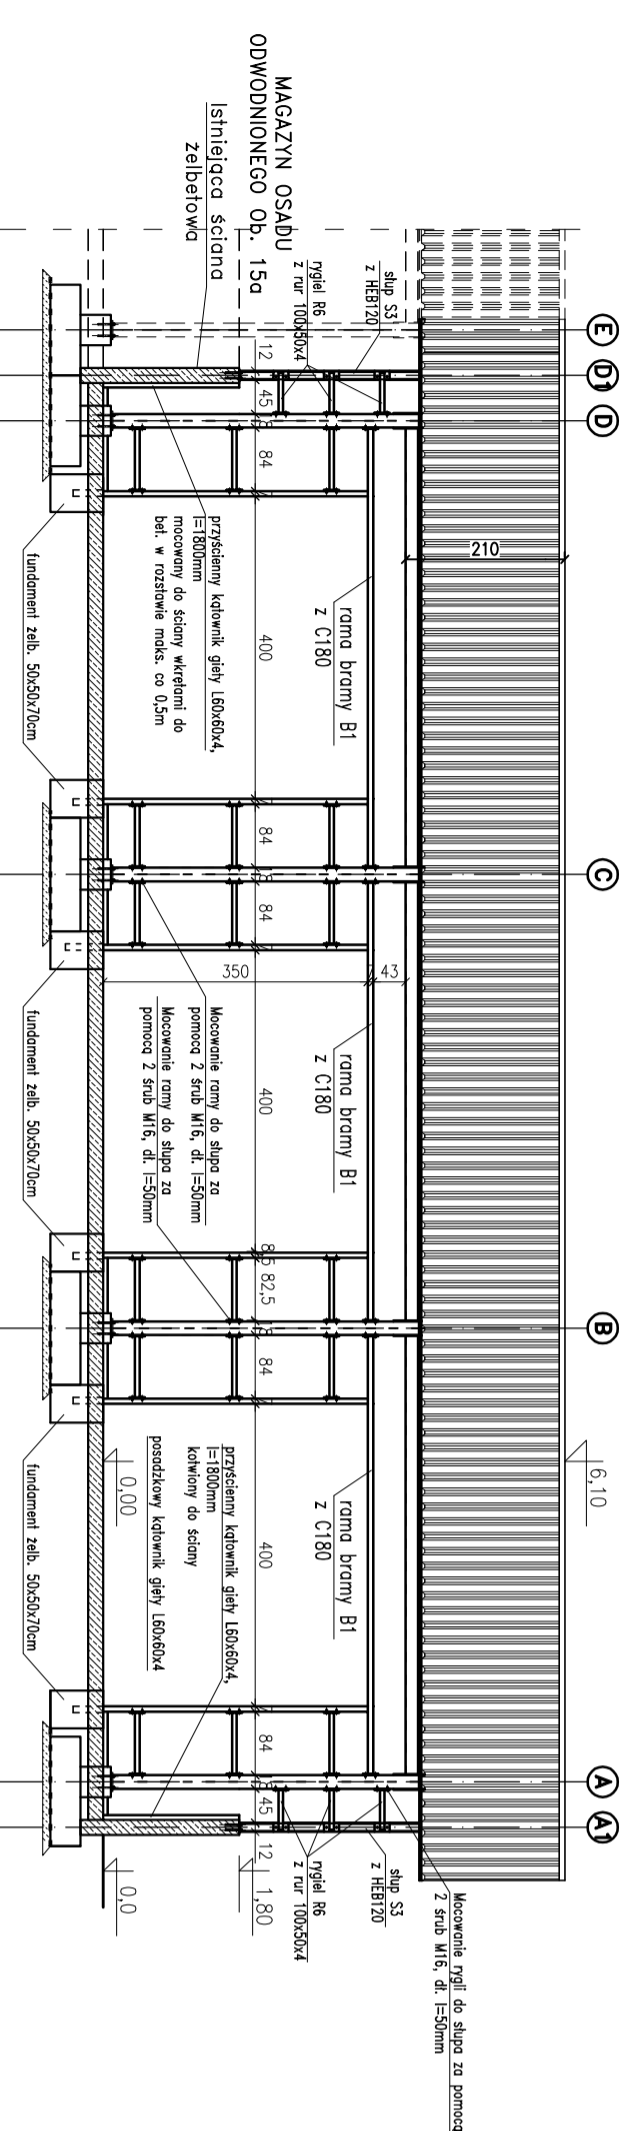 E
D1
D
C
B
A
A1
MAGAZYN OSADU
ODWODNIONEGO Ob. 15a
Istniejąca ściana
żelbetowa
słup S3
z HEB120
rygiel R6
z rur 100x50x4
210
6,10
rama bramy B1
z C180
rama bramy B1
z C180
rama bramy B1
z C180
43
350
12
45
84
400
84
84
400
82,5
84
400
84
45
12
przyścienny kątownik gięty L60x60x4,
l=1800mm
mocowany do ściany wkrętami do
bet. w rozstawie maks. co 0,5m
Mocowanie ramy do słupa za
pomocą 2 śrub M16, dł. l=50mm
Mocowanie ramy do słupa za
pomocą 2 śrub M16, dł. l=50mm
przyścienny kątownik gięty L60x60x4,
l=1800mm
kotwiony do ściany
posadzkowy kątownik gięty L60x60x4
słup S3
z HEB120
rygiel R6
z rur 100x50x4
Mocowanie rygli do słupa za pomocą
2 śrub M16, dł. l=50mm
1,80
0,00
0,0
fundament żelb. 50x50x70cm
fundament żelb. 50x50x70cm
fundament żelb. 50x50x70cm